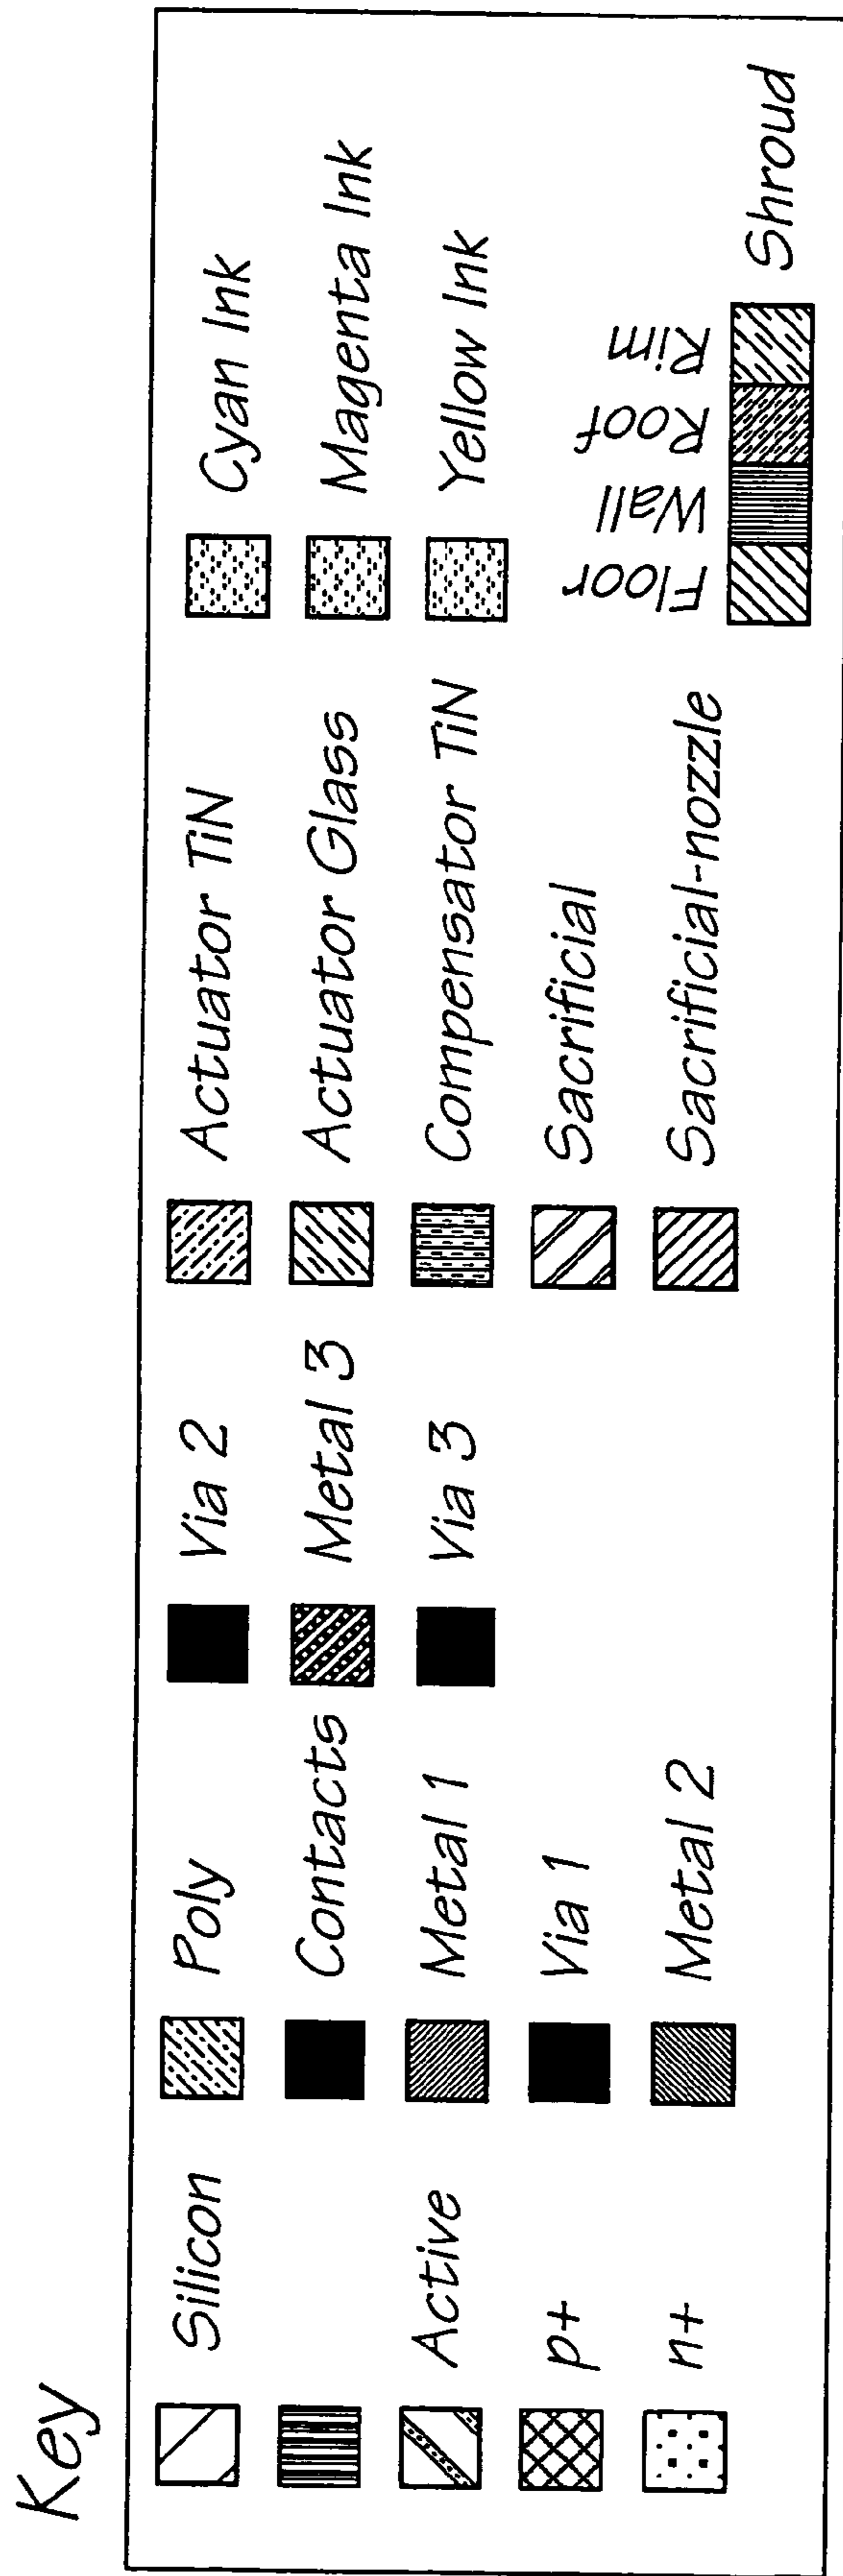 Key
Silicon
Active
p+
n+
Poly
Contacts
Metal 1
Via 1
Metal 2
Via 2
Metal 3
Via 3
Actuator TiN
Actuator Glass
Compensator TiN
Sacrificial
Sacrificial-nozzle
Cyan Ink
Magenta Ink
Yellow Ink
Floor
Wall
Roof
Rim
Shroud